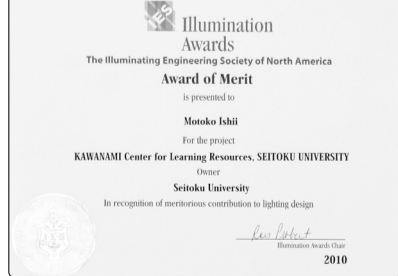 IES
Illumination
Awards
The Illuminating Engineering Society of North America
Award of Merit
is presented to
Motoko Ishii
For the project
KAWANAMI Center for Learning Resources, SEITOKU UNIVERSITY
Owner
Seitoku University
In recognition of meritorious contribution to lighting design
Illumination Awards Chair
2010